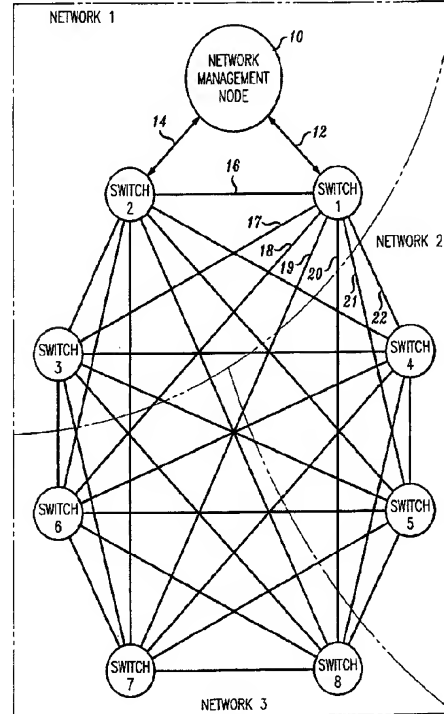 NETWORK 1
10
NETWORK
MANAGEMENT
NODE
14
12
16
SWITCH
2
SWITCH
1
17
18
19
20
NETWORK 2
21
22
SWITCH
3
SWITCH
4
SWITCH
6
SWITCH
5
SWITCH
7
SWITCH
8
NETWORK 3